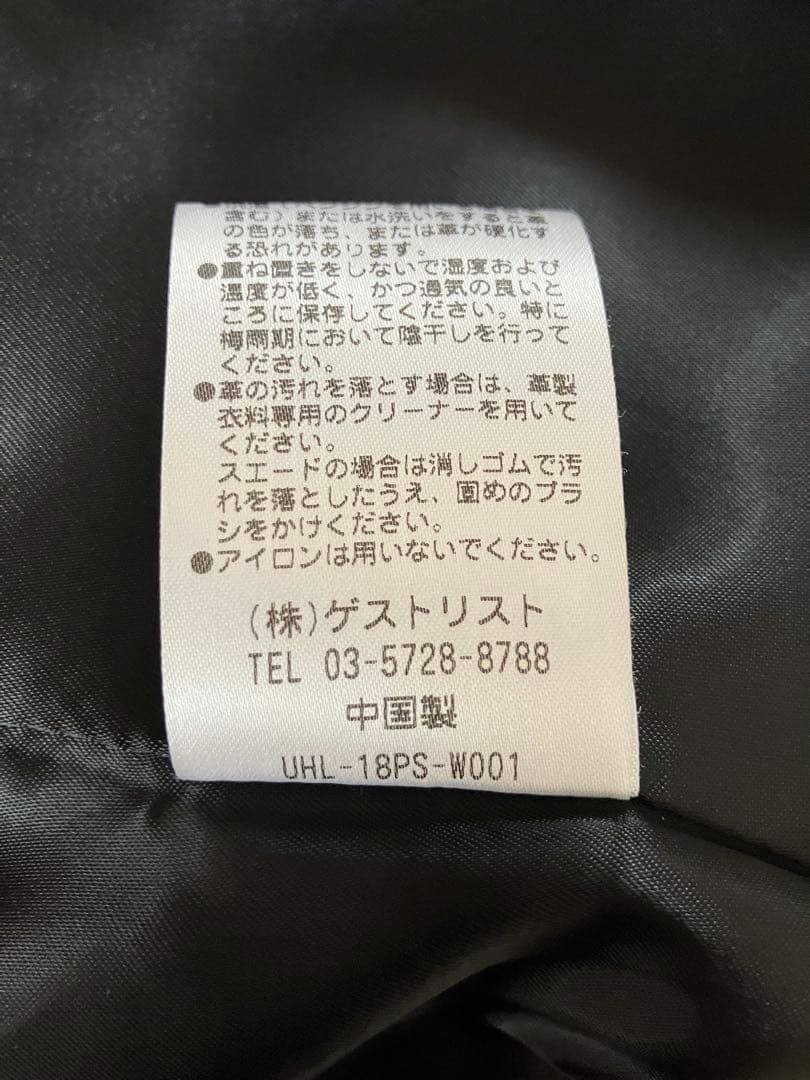 含む)または水洗いをすると革
の色が落ち、または革が硬化す
る恐れがあります。
●重ね置きをしないで湿度および
温度が低く、かつ通気の良いと
ころに保存してください。特に
梅雨期において陰干しを行って
ください。
●革の汚れを落とす場合は、革製
衣料専用のクリーナーを用いて
ください。
スエードの場合は消しゴムで汚
れを落としたうえ、固めのブラ
シをかけください。
●アイロンは用いないでください。
(株)ゲストリスト
TEL 03-5728-8788
中国製
UHL-18PS-W001